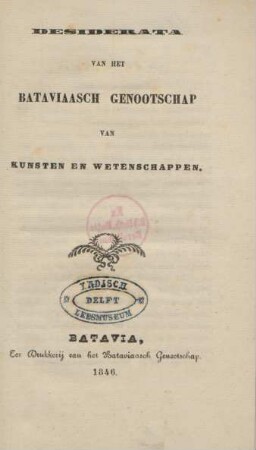 DESIDERATA
VAN HET
BATAVIAASCH GENOOTSCHAP
VAN
KUNSTEN EN WETENSCHAPPEN.
INDISCH
DELFT
LEESMUSEUM
BATAVIA,
Ter Drukkerij van het Bataviaasch Genootschap.
1846.